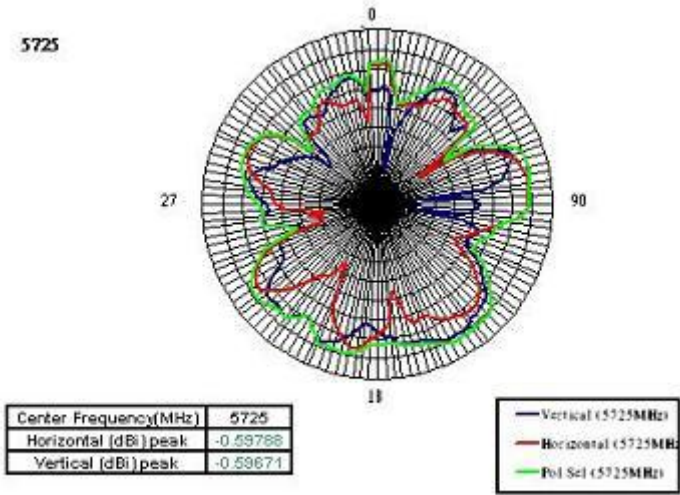 0
5725
27
90
18
Center Frequency(MHz) 5725
Horizontal (dBi) peak -0.59788
Vertical (dBi) peak -0.59671
Vertical (5725MHz)
Horizontal (5725MHz
Pol Sel (5725MHz)